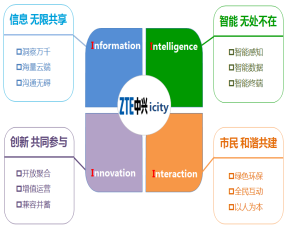 信息 无限共享
洞察万千
海量云端
沟通无碍
Information
Intelligence
智能 无处不在
智能感知
智能数据
智能终端
ZTE中兴 icity
创新 共同参与
开放聚合
增值运营
兼容并蓄
Innovation
Interaction
市民 和谐共建
绿色环保
全民互动
以人为本